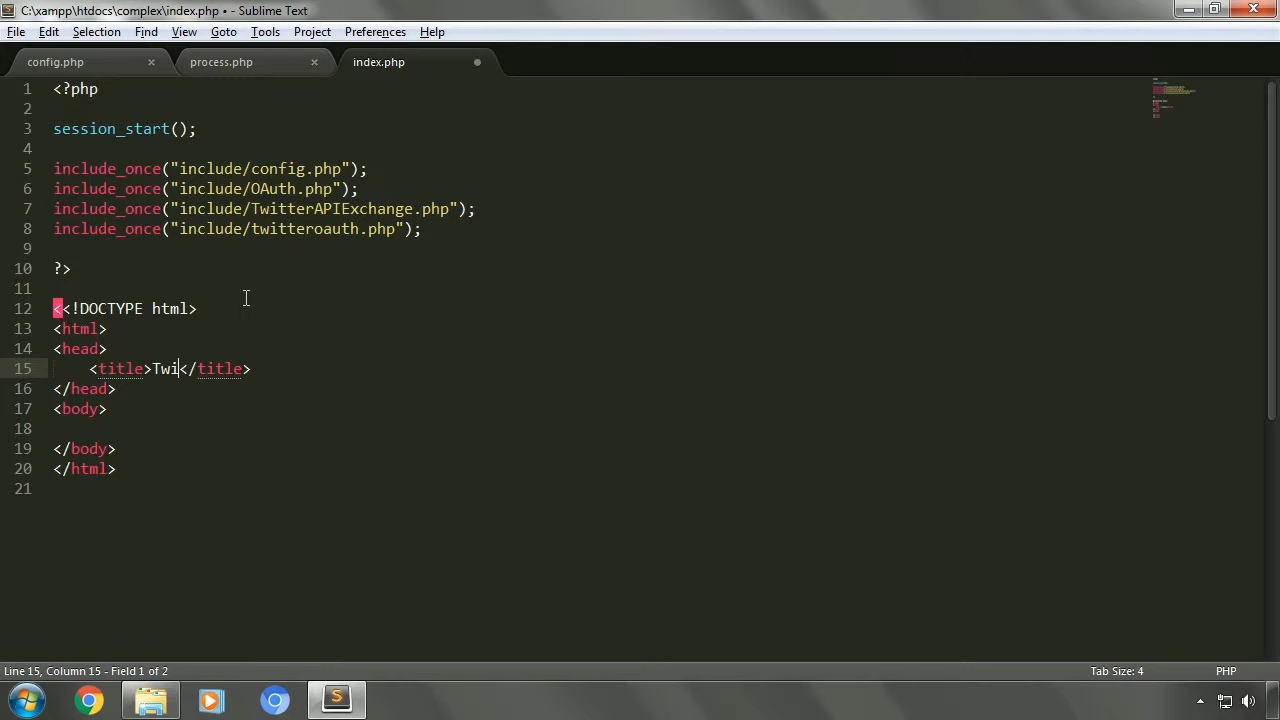 C:\xampp\htdocs\complex\index.php • - Sublime Text
File Edit Selection Find View Goto Tools Project Preferences Help
config.php × process.php × index.php
1 <?php
2
3 session_start();
4
5 include_once("include/config.php");
6 include_once("include/OAuth.php");
7 include_once("include/TwitterAPIExchange.php");
8 include_once("include/twitteroauth.php");
9
10 ?>
11
12 <<!DOCTYPE html>
13 <html>
14 <head>
15     <title>Twi</title>
16 </head>
17 <body>
18
19 </body>
20 </html>
21
Line 15, Column 15 - Field 1 of 2 Tab Size: 4 PHP